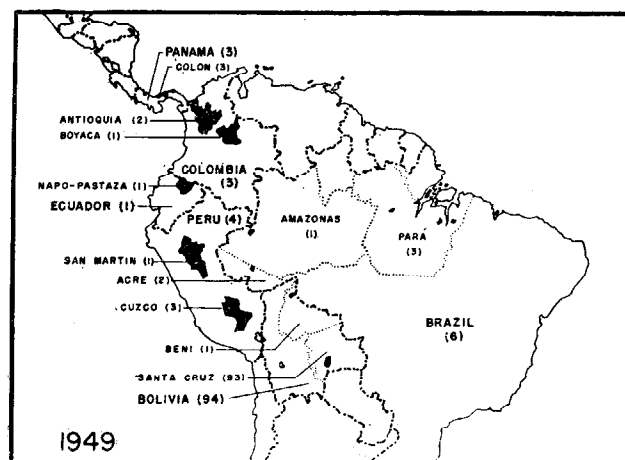 PANAMA (3)
COLON (3)
ANTIOQUIA (2)
BOYACA (1)
COLOMBIA
(3)
NAPO-PASTAZA (1)
ECUADOR (1)
PERU (4)
AMAZONAS
(1)
PARÁ
(3)
SAN MARTIN (1)
ACRE (2)
CUZCO (3)
BRAZIL
(6)
BENI (1)
SANTA CRUZ (93)
BOLIVIA (94)
1949